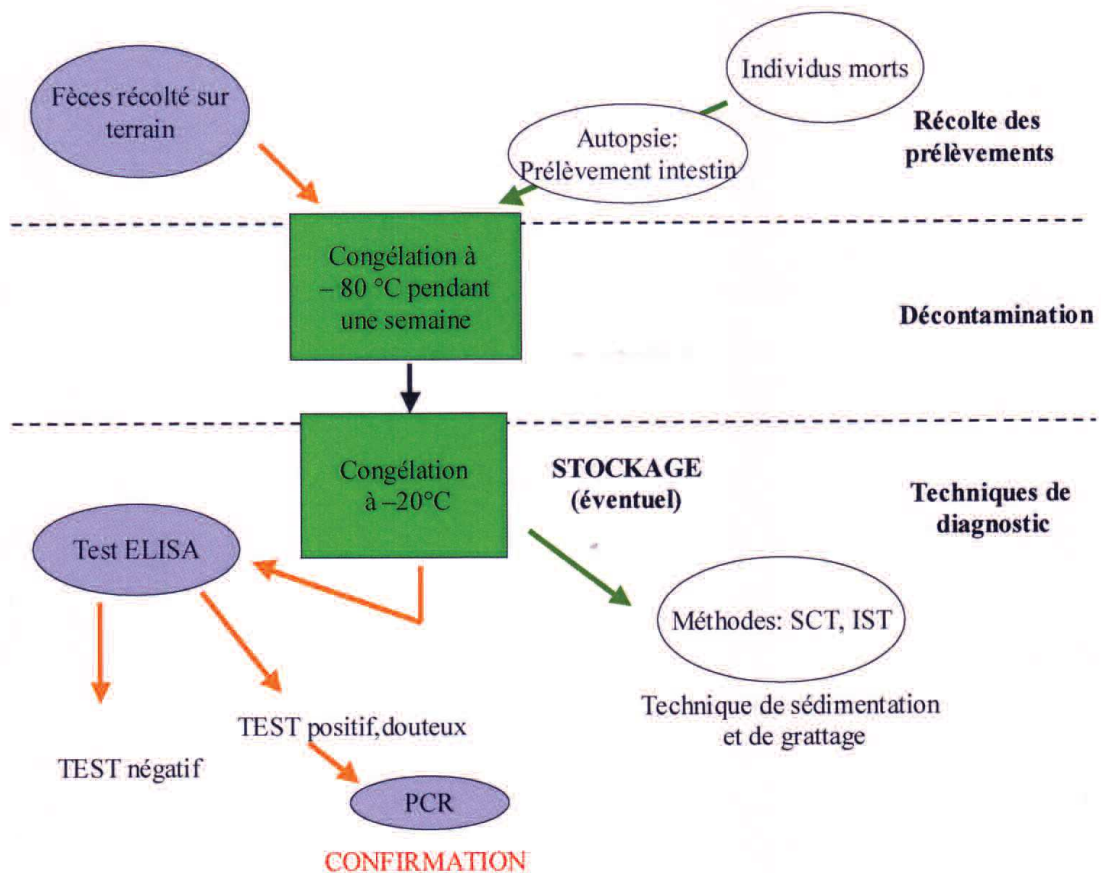 Fèces récolté sur
terrain
Individus morts
Autopsie:
Prélèvement intestin
Récolte des
prélèvements
Congélation à
– 80 °C pendant
une semaine
Décontamination
Congélation
à –20°C
STOCKAGE
(éventuel)
Techniques de
diagnostic
Test ELISA
Méthodes: SCT, IST
Technique de sédimentation
et de grattage
TEST positif,douteux
TEST négatif
PCR
CONFIRMATION